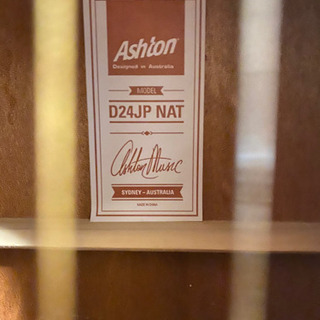 Ashton
Designed in Australia
MODEL
D24JP NAT
Ashton Music
SYDNEY – AUSTRALIA
MADE IN CHINA